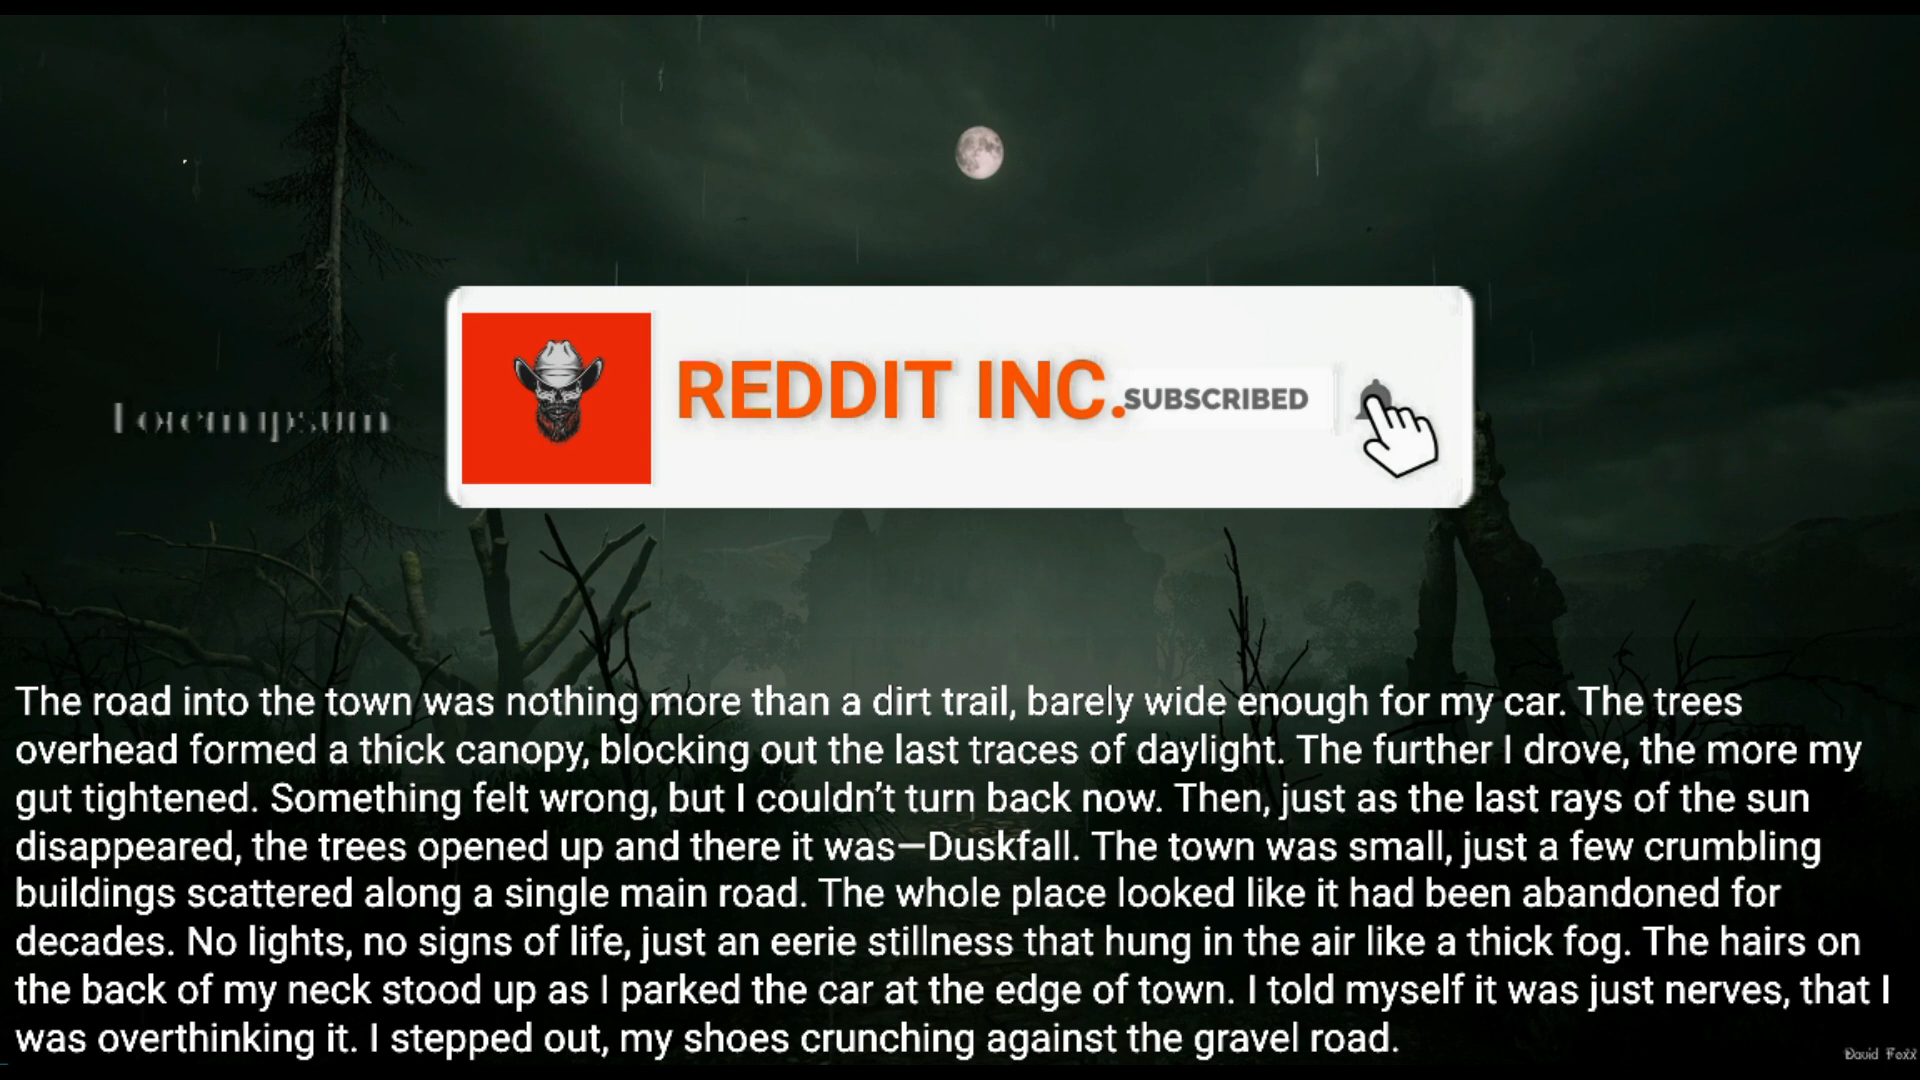 REDDIT INC.
SUBSCRIBED
Lorem ipsum
The road into the town was nothing more than a dirt trail, barely wide enough for my car. The trees
overhead formed a thick canopy, blocking out the last traces of daylight. The further I drove, the more my
gut tightened. Something felt wrong, but I couldn’t turn back now. Then, just as the last rays of the sun
disappeared, the trees opened up and there it was—Duskfall. The town was small, just a few crumbling
buildings scattered along a single main road. The whole place looked like it had been abandoned for
decades. No lights, no signs of life, just an eerie stillness that hung in the air like a thick fog. The hairs on
the back of my neck stood up as I parked the car at the edge of town. I told myself it was just nerves, that I
was overthinking it. I stepped out, my shoes crunching against the gravel road.
David Foxx